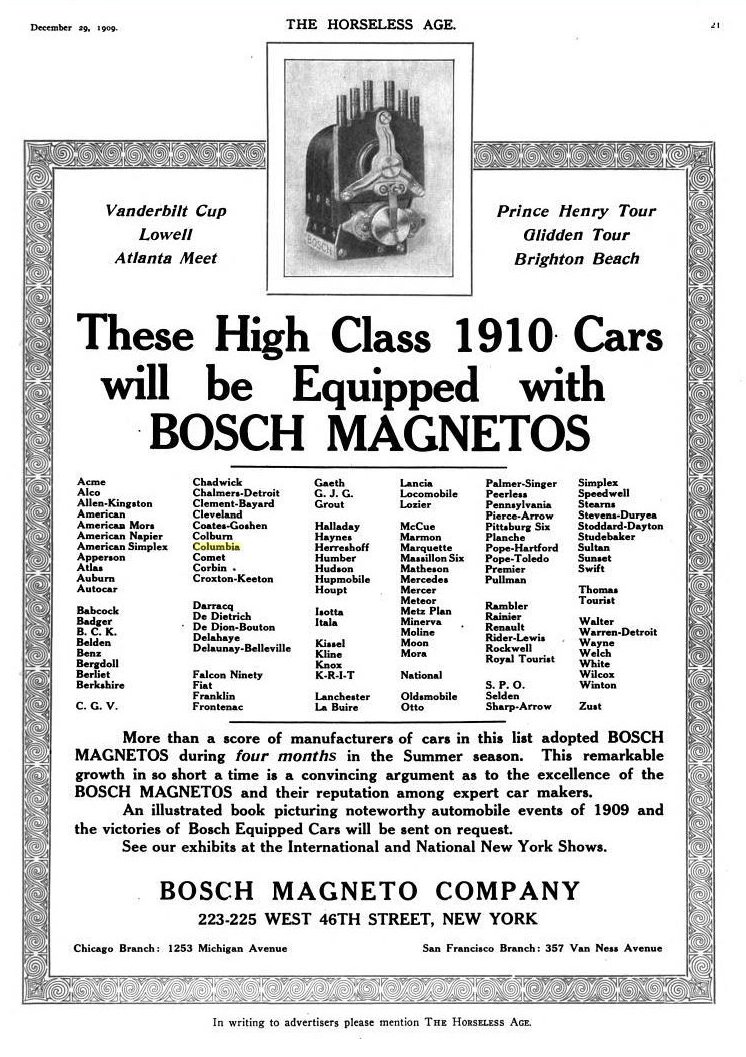 December 29, 1909.
THE HORSELESS AGE.
21
BOSCH
Vanderbilt Cup
Lowell
Atlanta Meet
Prince Henry Tour
Glidden Tour
Brighton Beach
These High Class 1910 Cars
will be Equipped with
BOSCH MAGNETOS
Acme
Alco
Allen-Kingston
American
American Mors
American Napier
American Simplex
Apperson
Atlas
Auburn
Autocar
Babcock
Badger
B. C. K.
Belden
Benz
Bergdoll
Berliet
Berkshire
C. G. V.
Chadwick
Chalmers-Detroit
Clement-Bayard
Cleveland
Coates-Goshen
Colburn
Columbia
Comet
Corbin
Croxton-Keeton
Darracq
De Dietrich
De Dion-Bouton
Delahaye
Delaunay-Belleville
Falcon Ninety
Fiat
Franklin
Frontenac
Gaeth
G. J. G.
Grout
Halladay
Haynes
Herreshoff
Humber
Hudson
Hupmobile
Houpt
Isotta
Itala
Kissel
Kline
Knox
K-R-I-T
Lanchester
La Buire
Lancia
Locomobile
Lozier
McCue
Marmon
Marquette
Massillon Six
Matheson
Mercedes
Mercer
Meteor
Metz Plan
Minerva
Moline
Moon
Mora
National
Oldsmobile
Otto
Palmer-Singer
Peerless
Pennsylvania
Pierce-Arrow
Pittsburg Six
Planche
Pope-Hartford
Pope-Toledo
Premier
Pullman
Rambler
Rainier
Renault
Rider-Lewis
Rockwell
Royal Tourist
S. P. O.
Selden
Sharp-Arrow
Simplex
Speedwell
Stearns
Stevens-Duryea
Stoddard-Dayton
Studebaker
Sultan
Sunset
Swift
Thomas
Tourist
Walter
Warren-Detroit
Wayne
Welch
White
Wilcox
Winton
Zust
More than a score of manufacturers of cars in this list adopted BOSCH
MAGNETOS during four months in the Summer season. This remarkable
growth in so short a time is a convincing argument as to the excellence of the
BOSCH MAGNETOS and their reputation among expert car makers.
An illustrated book picturing noteworthy automobile events of 1909 and
the victories of Bosch Equipped Cars will be sent on request.
See our exhibits at the International and National New York Shows.
BOSCH MAGNETO COMPANY
223-225 WEST 46TH STREET, NEW YORK
Chicago Branch: 1253 Michigan Avenue
San Francisco Branch: 357 Van Ness Avenue
In writing to advertisers please mention THE HORSELESS AGE.